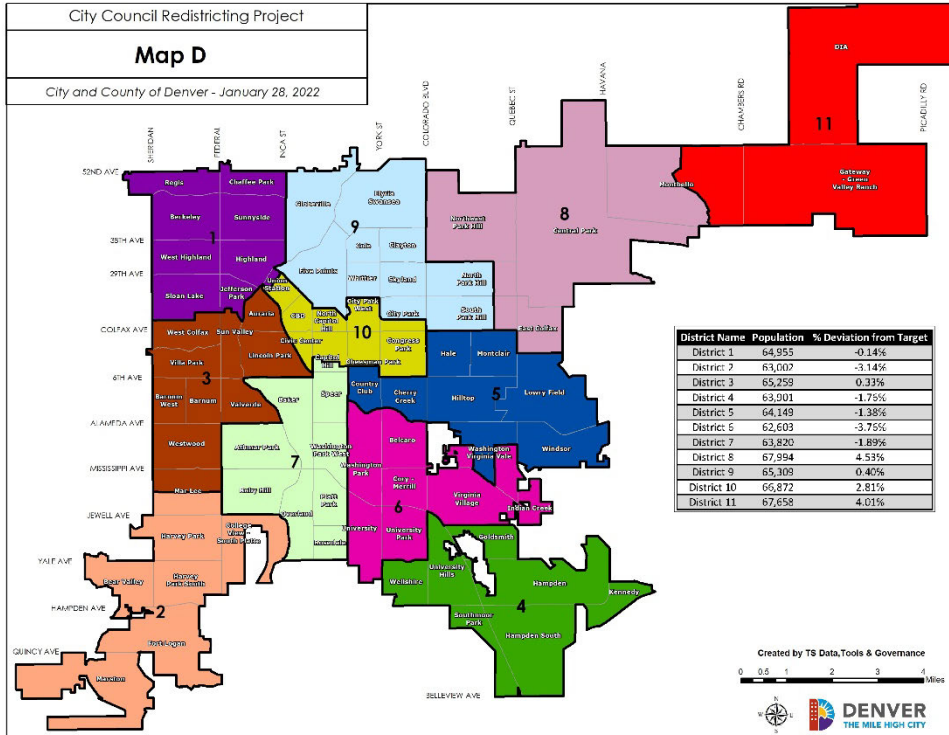 City Council Redistricting Project
Map D
City and County of Denver - January 28, 2022
SHERIDAN
FEDERAL
INCA ST
YORK ST
COLORADO BLVD
QUEBEC ST
HAVANA
CHAMBERS RD
PICADILLY RD
52ND AVE
38TH AVE
29TH AVE
COLFAX AVE
6TH AVE
ALAMEDA AVE
MISSISSIPPI AVE
JEWELL AVE
YALE AVE
HAMPDEN AVE
QUINCY AVE
BELLEVIEW AVE
DIA
11
Gateway
- Green
Valley Ranch
Montbello
8
Central Park
Northeast
Park Hill
East Colfax
Regis
Chaffee Park
Berkeley
Sunnyside
1
West Highland
Highland
Sloan Lake
Jefferson
Park
Globeville
Elyria
Swansea
9
Cole
Clayton
Five Points
Whittier
Skyland
North
Park Hill
City Park
South
Park Hill
Union
Station
CBD
North
Capitol
Hill
City Park
West
10
Civic Center
Congress
Park
Capitol
Hill
Cheesman Park
Auraria
West Colfax
Sun Valley
Lincoln Park
Villa Park
3
Barnum
West
Barnum
Valverde
Westwood
Mar Lee
Hale
Montclair
Country
Club
Cherry
Creek
Hilltop
5
Lowry Field
Windsor
Washington
Virginia Vale
Baker
Speer
Athmar Park
Washington
Park West
7
Ruby Hill
Platt
Park
Overland
Rosedale
Washington
Park
Belcaro
Cory -
Merrill
6
Virginia
Village
Indian Creek
University
University
Park
Harvey Park
College
View -
South Platte
Bear Valley
Harvey
Park South
2
Fort Logan
Marston
Goldsmith
University
Hills
Wellshire
Hampden
Kennedy
Southmoor
Park
4
Hampden South
District Name Population % Deviation from Target
District 1 64,955 -0.14%
District 2 63,002 -3.14%
District 3 65,259 0.33%
District 4 63,901 -1.76%
District 5 64,149 -1.38%
District 6 62,603 -3.76%
District 7 63,820 -1.89%
District 8 67,994 4.53%
District 9 65,309 0.40%
District 10 66,872 2.81%
District 11 67,658 4.01%
Created by TS Data,Tools & Governance
0 0.5 1 2 3 4
Miles
N
W E
S
DENVER
THE MILE HIGH CITY